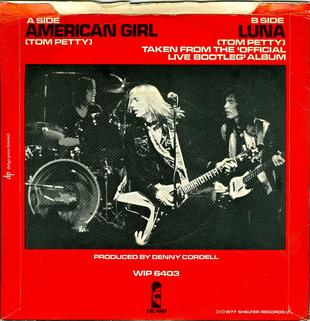 A SIDE
AMERICAN GIRL
(TOM PETTY)
B SIDE
LUNA
(TOM PETTY)
TAKEN FROM THE 'OFFICIAL
LIVE BOOTLEG' ALBUM
PRODUCED BY DENNY CORDELL
WIP 6403
ISLAND
1977 SHELTER RECORDS